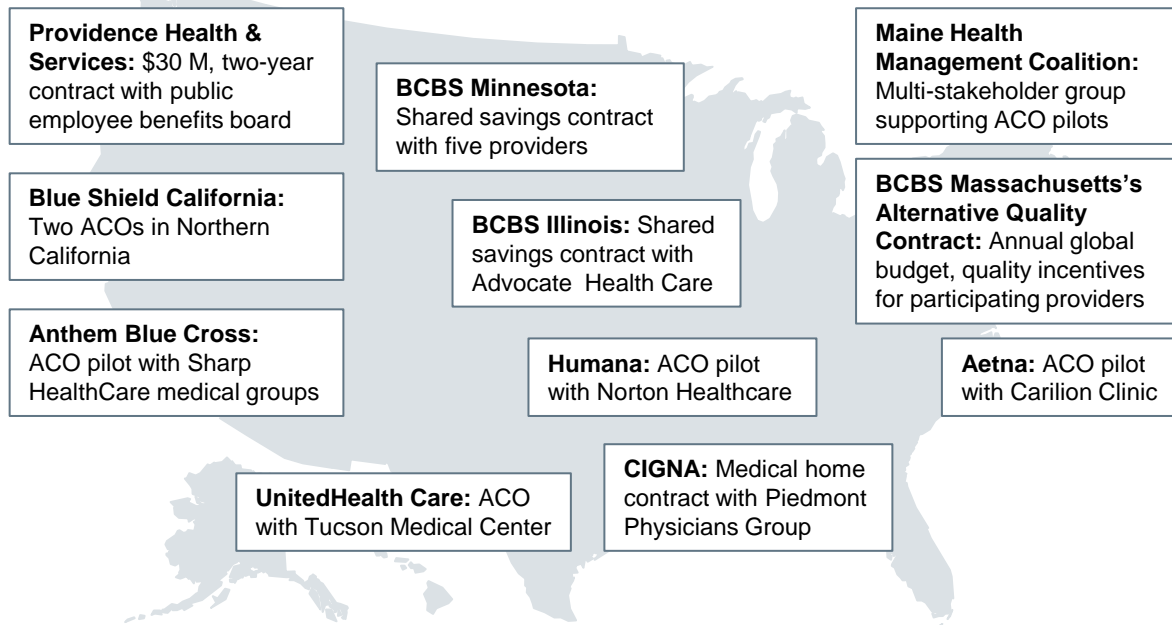 Providence Health &
Services: $30 M, two-year
contract with public
employee benefits board
BCBS Minnesota:
Shared savings contract
with five providers
Maine Health
Management Coalition:
Multi-stakeholder group
supporting ACO pilots
Blue Shield California:
Two ACOs in Northern
California
BCBS Illinois: Shared
savings contract with
Advocate Health Care
BCBS Massachusetts's
Alternative Quality
Contract: Annual global
budget, quality incentives
for participating providers
Anthem Blue Cross:
ACO pilot with Sharp
HealthCare medical groups
Humana: ACO pilot
with Norton Healthcare
Aetna: ACO pilot
with Carilion Clinic
UnitedHealth Care: ACO
with Tucson Medical Center
CIGNA: Medical home
contract with Piedmont
Physicians Group